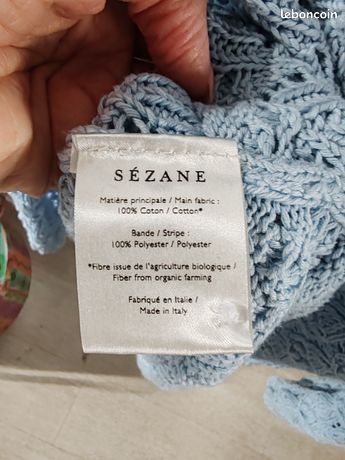 leboncoin
SÉZANE
Matière principale / Main fabric :
100% Coton / Cotton*
Bande / Stripe :
100% Polyester / Polyester
*Fibre issue de l'agriculture biologique /
Fiber from organic farming
Fabriqué en Italie /
Made in Italy